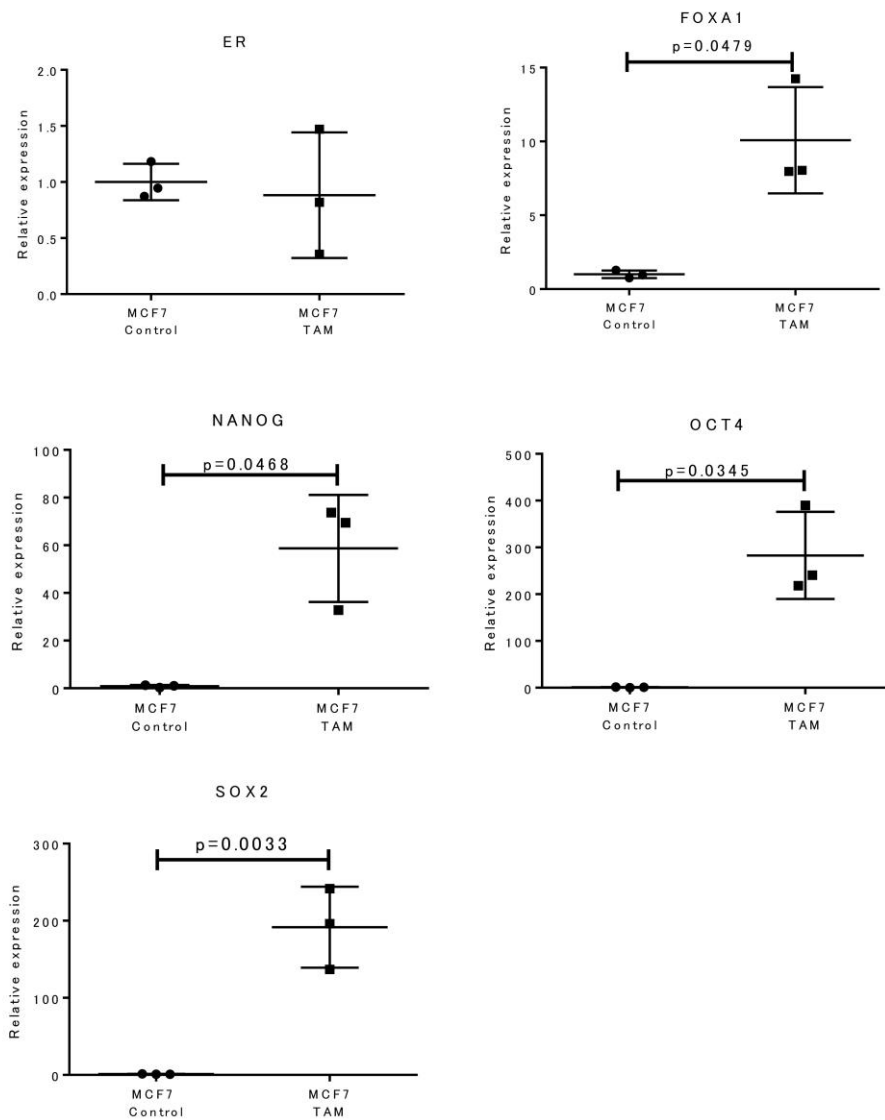 ER
Relative expression
2.0
1.5
1.0
0.5
0.0
MCF7
Control
MCF7
TAM
FOXA1
p=0.0479
Relative expression
15
10
5
0
MCF7
Control
MCF7
TAM
NANOG
p=0.0468
Relative expression
100
80
60
40
20
0
MCF7
Control
MCF7
TAM
OCT4
p=0.0345
Relative expression
500
400
300
200
100
0
MCF7
Control
MCF7
TAM
SOX2
p=0.0033
Relative expression
300
200
100
0
MCF7
Control
MCF7
TAM